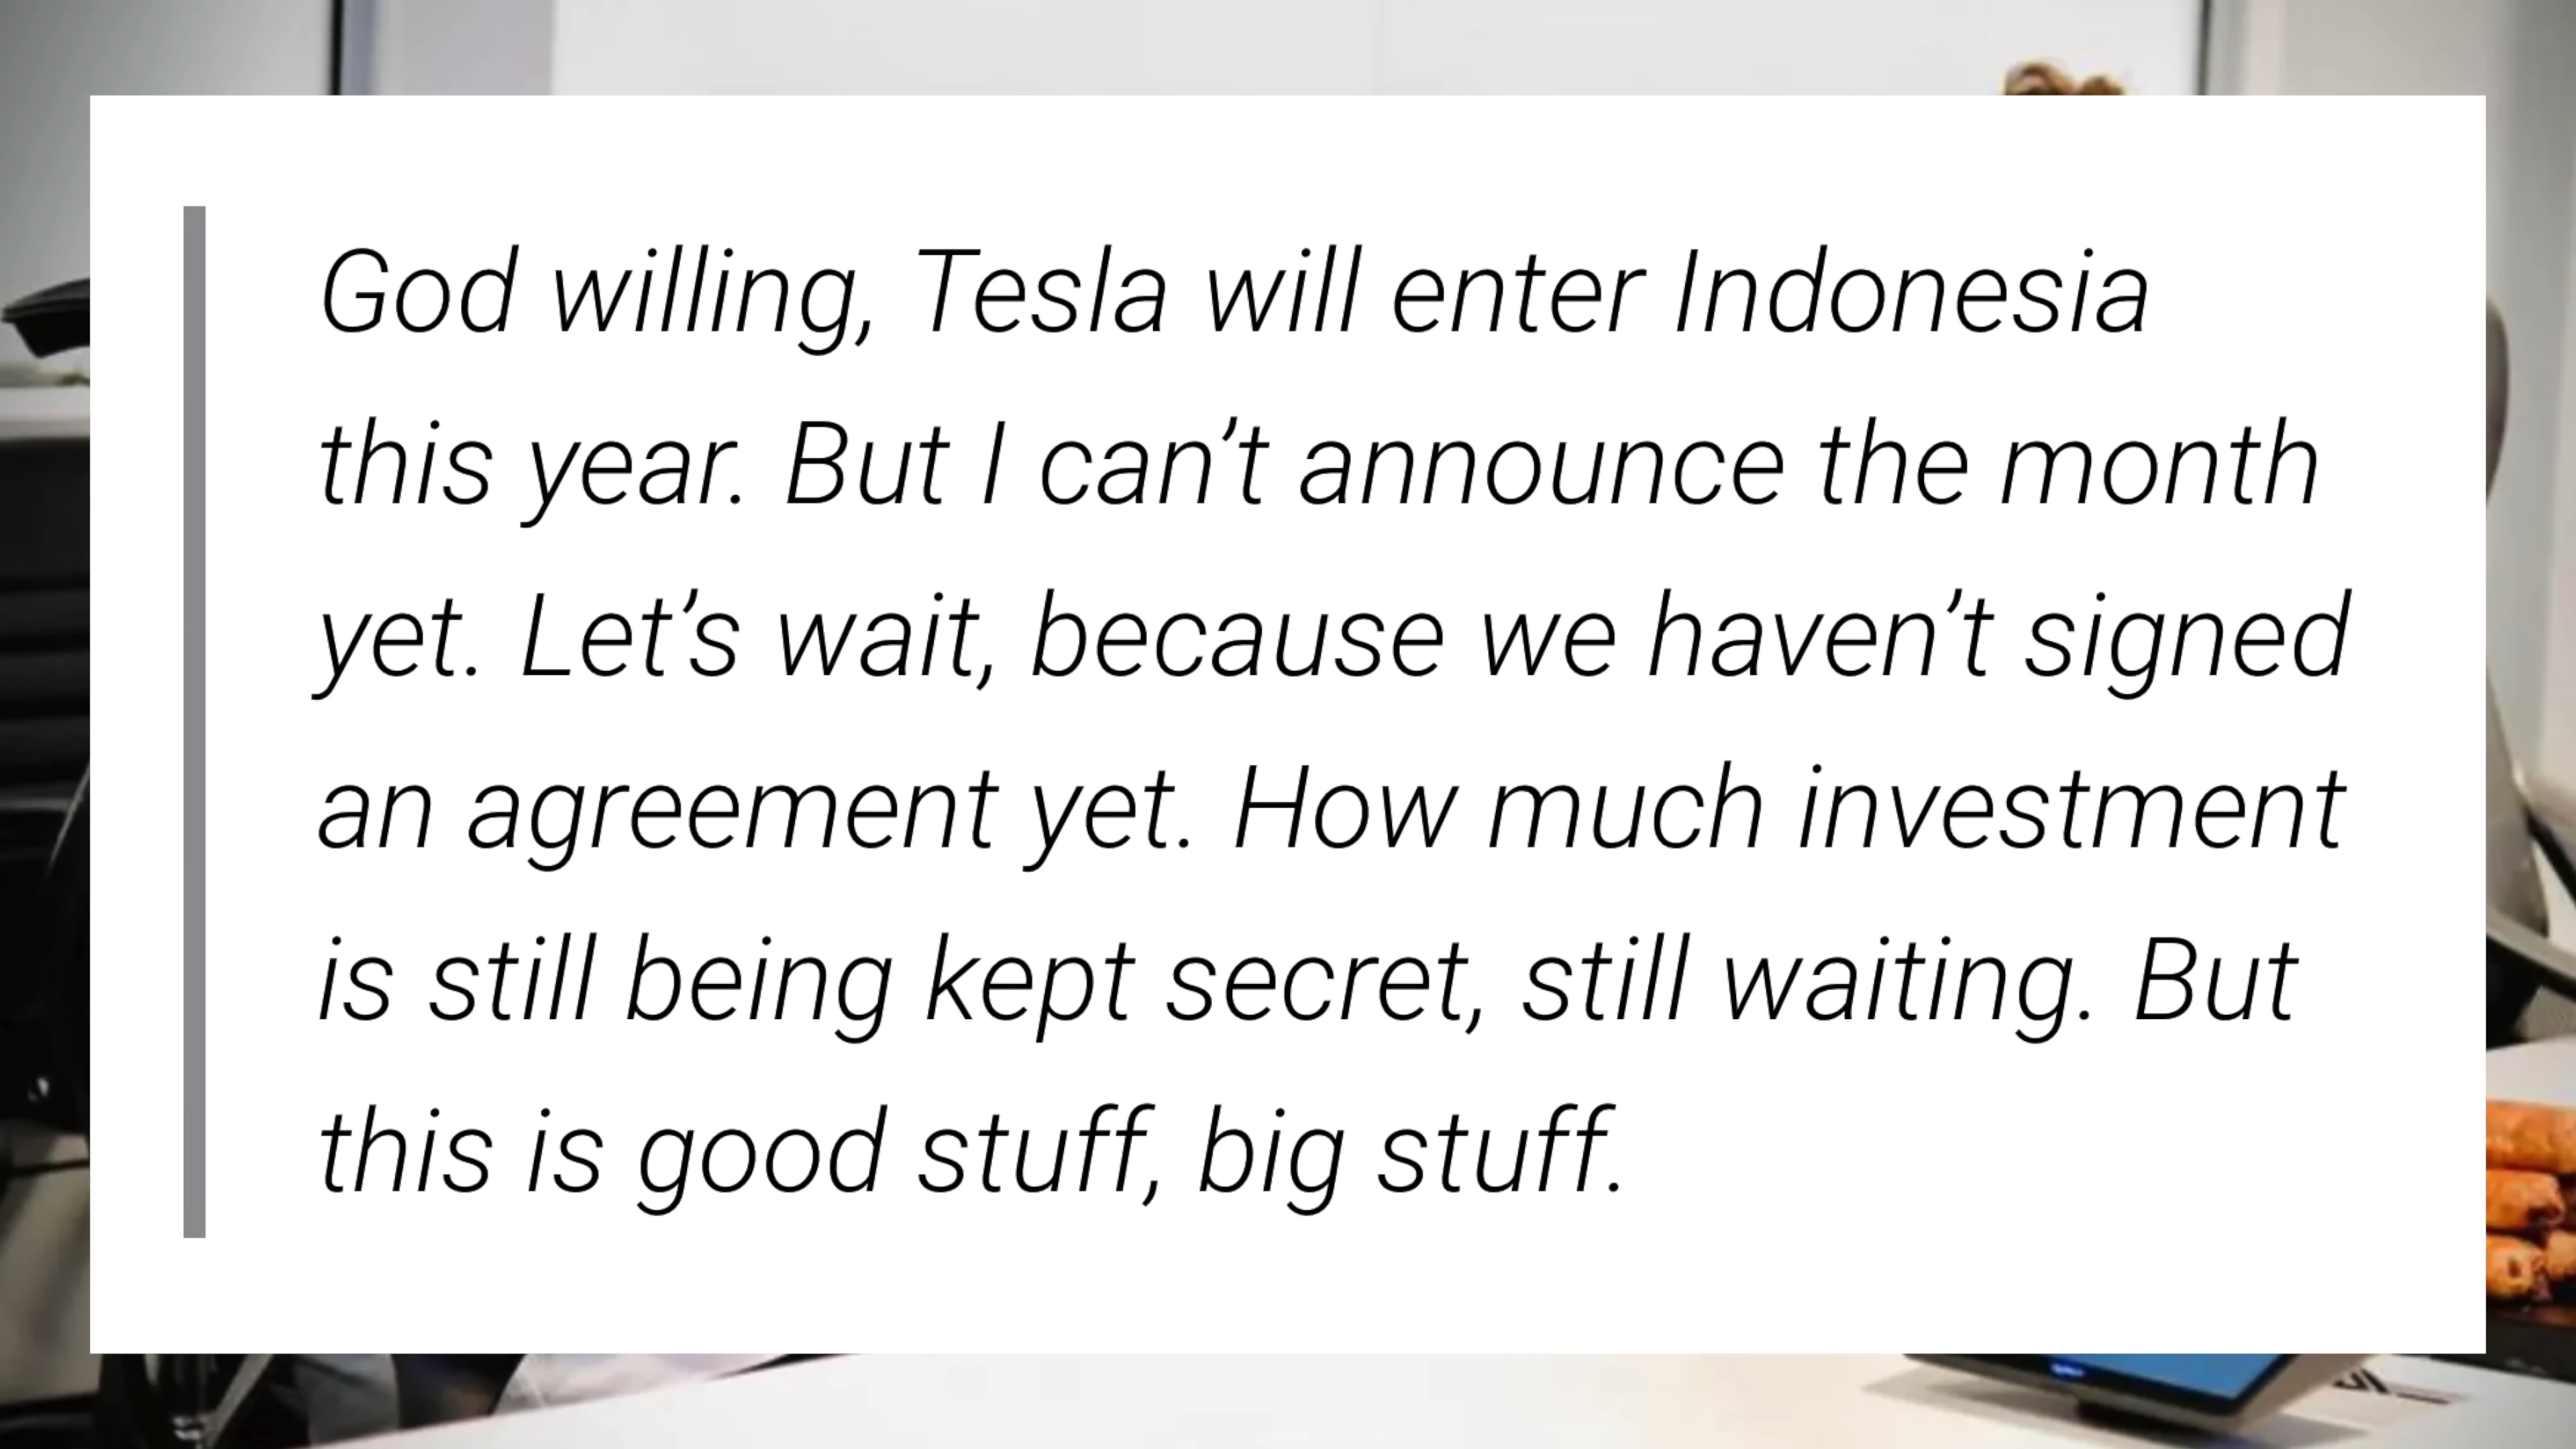 God willing, Tesla will enter Indonesia
this year. But I can’t announce the month
yet. Let’s wait, because we haven’t signed
an agreement yet. How much investment
is still being kept secret, still waiting. But
this is good stuff, big stuff.